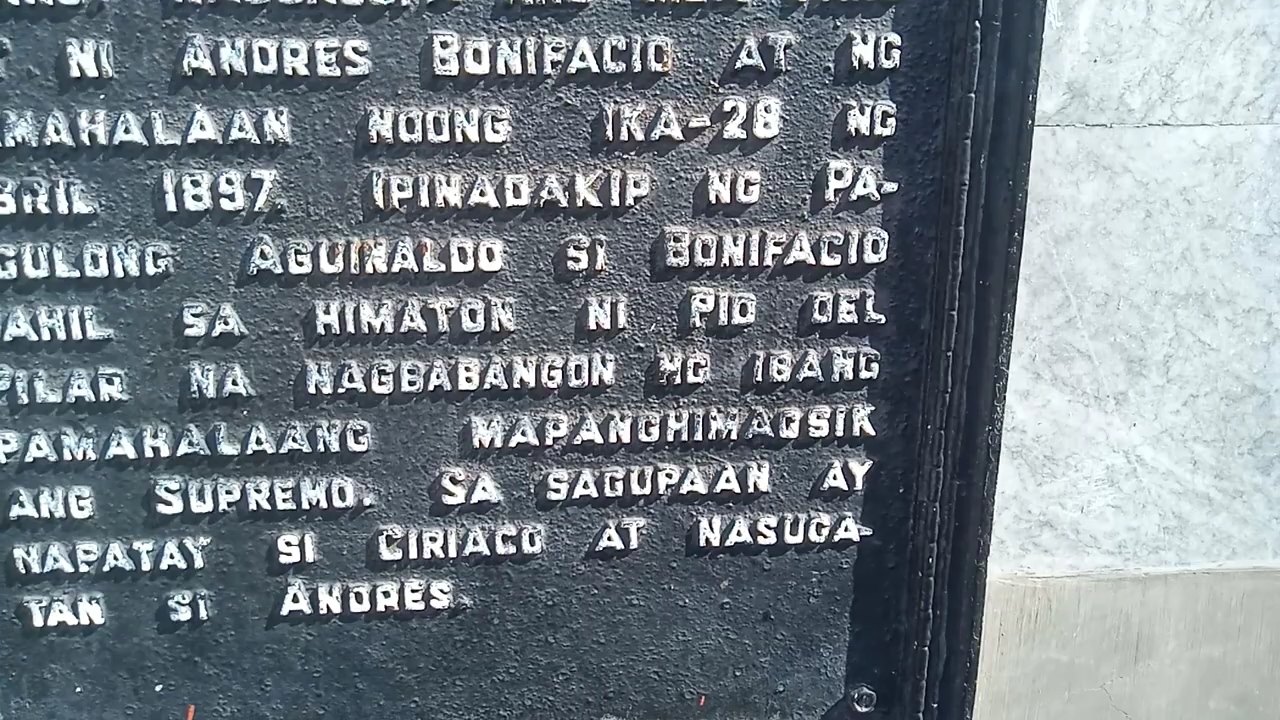 NI ANDRES BONIFACIO AT NG
MAHALAAN NOONG IKA-28 NG
BRIL 1897. IPINADAKIP NG PA-
GULONG AGUINALDO SI BONIFACIO
AHIL SA HIMATON NI PIO DEL
PILAR NA NAGBABANGON NG IBANG
PAMAHALAANG MAPANGHIMAGSIK
ANG SUPREMO. SA SAGUPAAN AY
NAPATAY SI CIRIACO AT NASUGA-
TAN SI ANDRES.